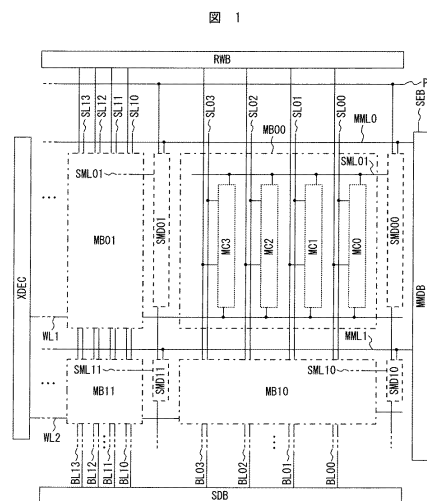 図 1
RWB
P
SEB
SL13
SL12
SL11
SL10
SL03
SL02
SL01
SL00
MML0
MB00
SML01
SML01
XDEC
MB01
SMD01
MC3
MC2
MC1
MC0
SMD00
MMDB
WL1
MML1
SML11
SML10
MB11
SMD11
MB10
SMD10
WL2
BL13
BL12
BL11
BL10
BL03
BL02
BL01
BL00
SDB